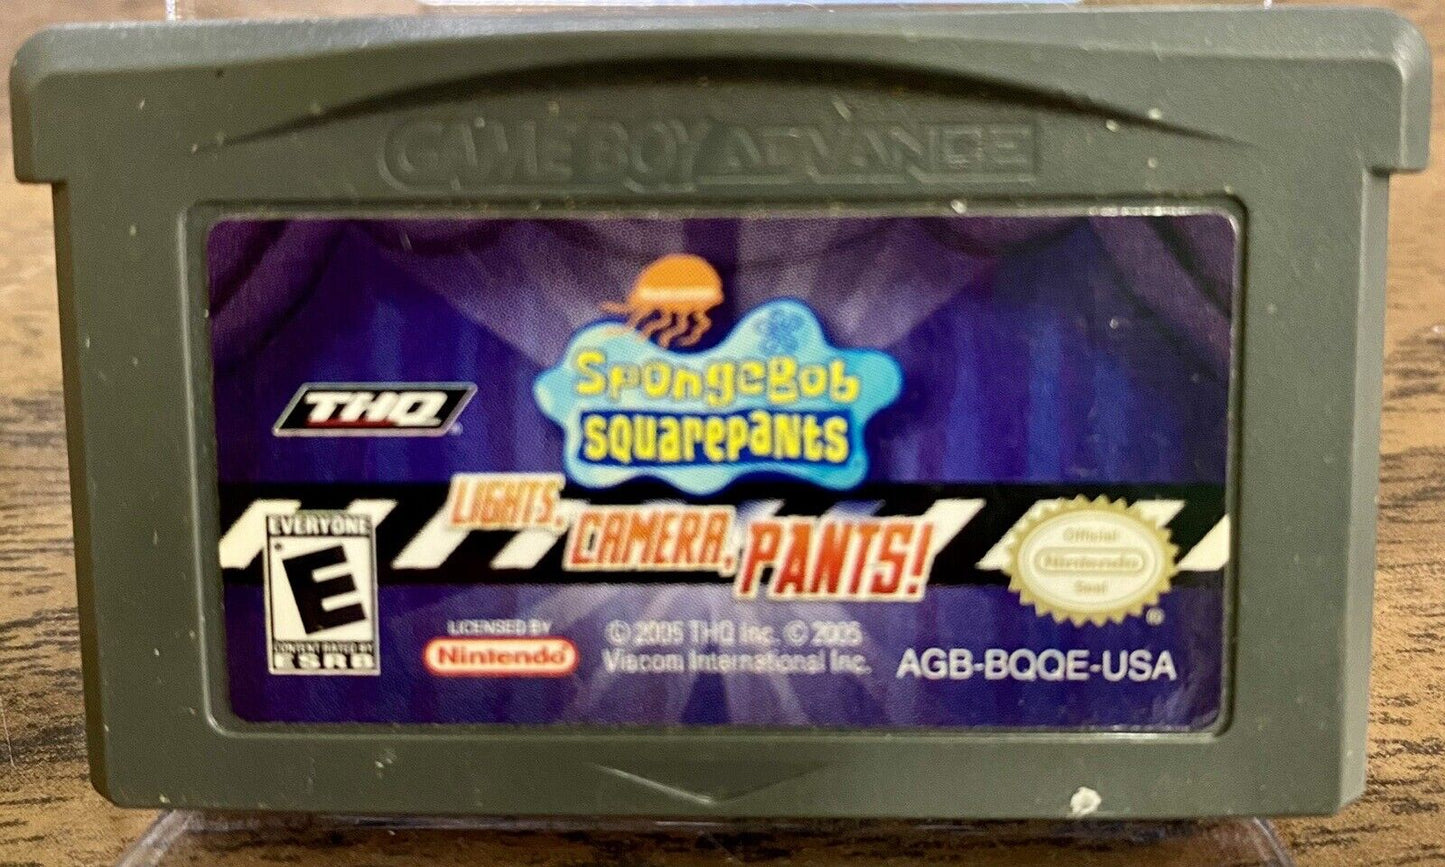 GAME BOY ADVANCE
SpongeBob
SquarePants
THQ
LIGHTS, CAMERA, PANTS!
EVERYONE
E
CONTENT RATED BY
ESRB
Official
Nintendo
Seal
®
LICENSED BY
Nintendo
© 2005 THQ Inc. © 2005
Viacom International Inc.
AGB-BQQE-USA